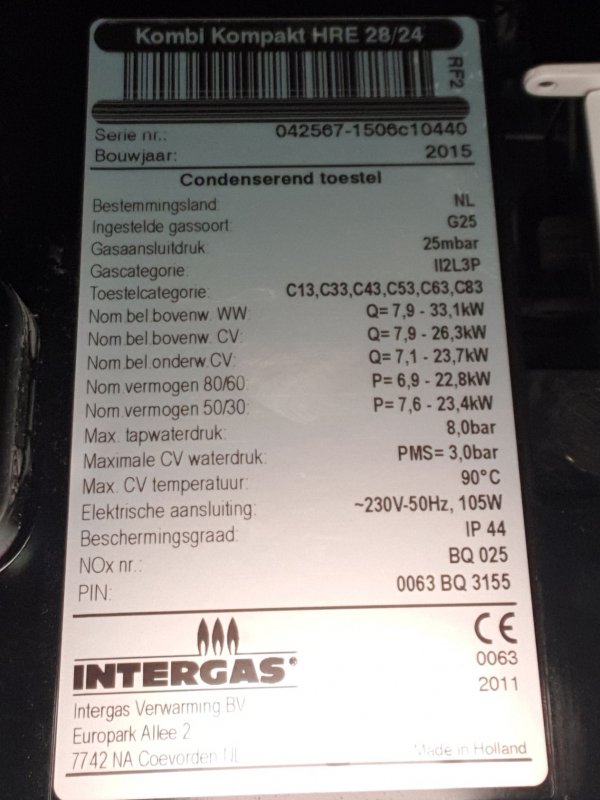 Kombi Kompakt HRE 28/24
RF2
Serie nr.: 042567-1506c10440
Bouwjaar: 2015
Condenserend toestel
Bestemmingsland: NL
Ingestelde gassoort: G25
Gasaansluitdruk: 25mbar
Gascategorie: II2L3P
Toestelcategorie: C13,C33,C43,C53,C63,C83
Nom.bel.bovenw. WW: Q= 7,9 - 33,1kW
Nom.bel.bovenw. CV: Q= 7,9 - 26,3kW
Nom.bel.onderw.CV: Q= 7,1 - 23,7kW
Nom.vermogen 80/60: P= 6,9 - 22,8kW
Nom.vermogen 50/30: P= 7,6 - 23,4kW
Max. tapwaterdruk: 8,0bar
Maximale CV waterdruk: PMS= 3,0bar
Max. CV temperatuur: 90°C
Elektrische aansluiting: ~230V-50Hz, 105W
Beschermingsgraad: IP 44
NOx nr.: BQ 025
PIN: 0063 BQ 3155
INTERGAS
CE
0063
2011
Intergas Verwarming BV
Europark Allee 2
7742 NA Coevorden NL
Made in Holland